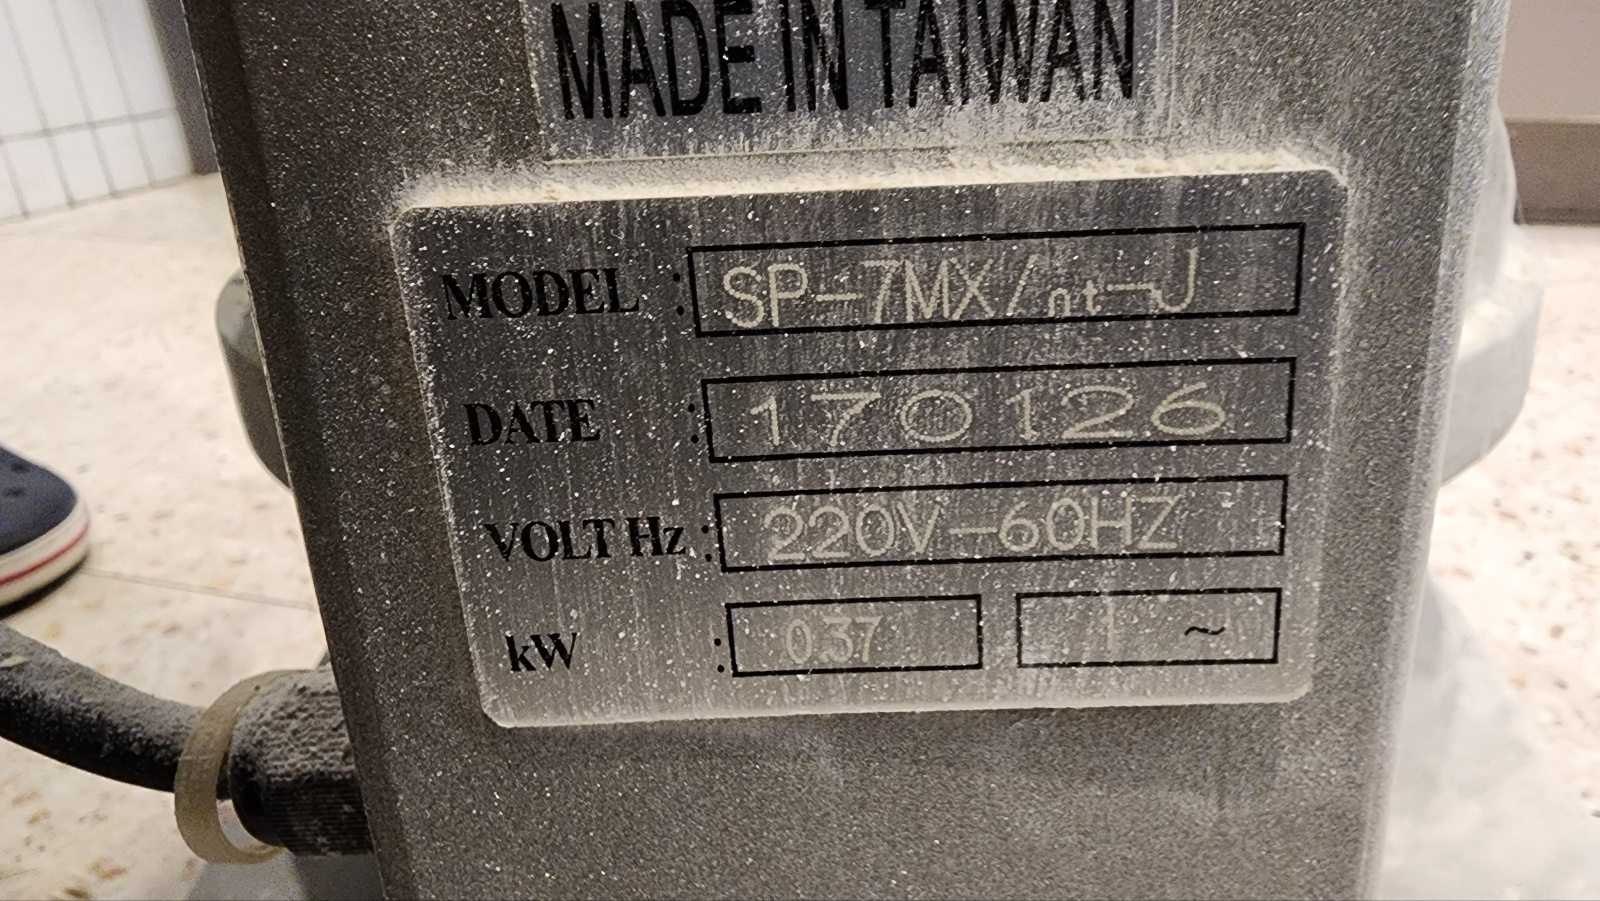 MADE IN TAIWAN
MODEL : SP-7MX/nt-J
DATE : 170126
VOLT Hz : 220V-60HZ
kW : 0.37 1 ~